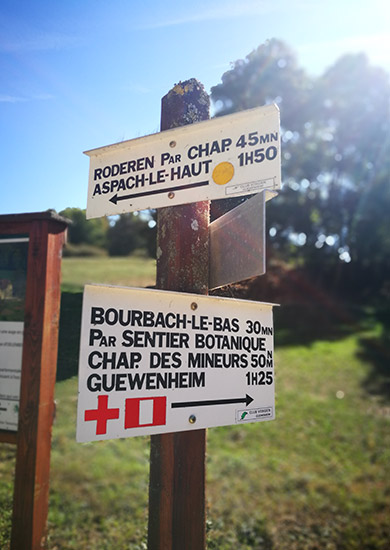 RODEREN PAR CHAP. 45MN
ASPACH-LE-HAUT 1H50
BOURBACH-LE-BAS 30MN
PAR SENTIER BOTANIQUE
CHAP. DES MINEURS 50MN
GUEWENHEIM 1H25
CLUB VOSGIEN